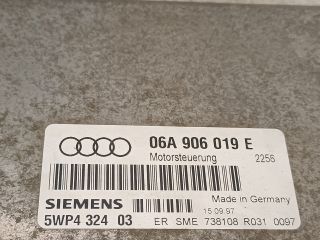 06A 906 019 E
Motorsteuerung 2256
SIEMENS Made in Germany
15.09.97
5WP4 324 03 ER SME 738108 R031 0097